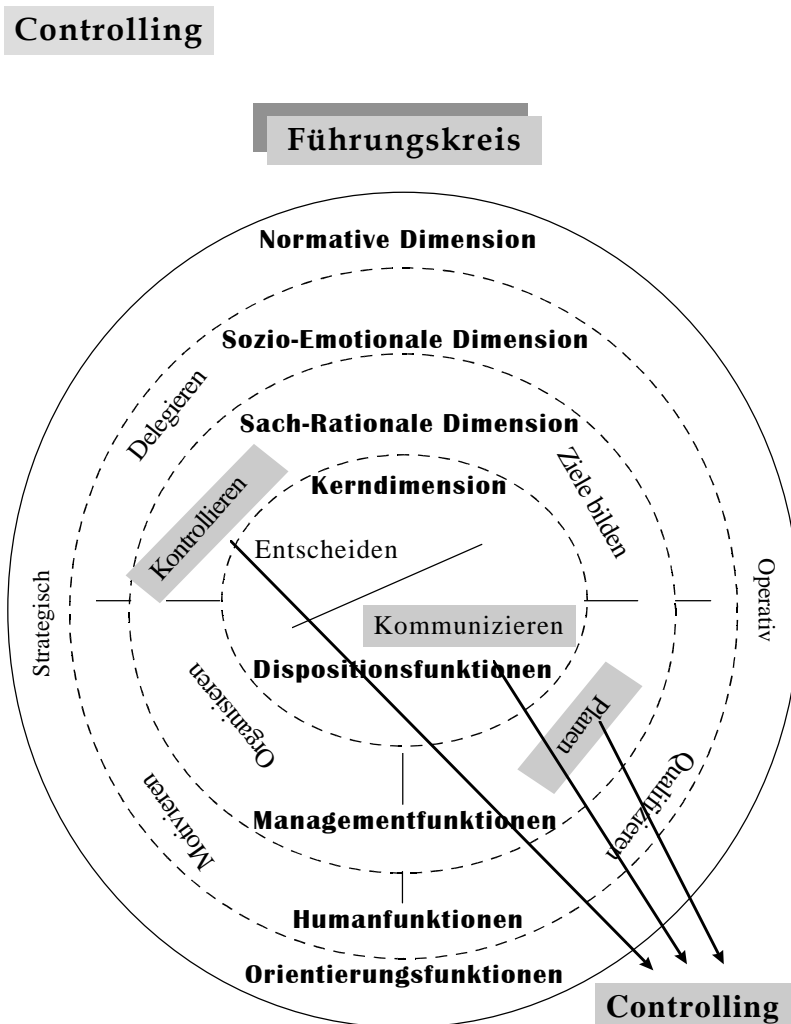 Controlling
Führungskreis
Normative Dimension
Sozio-Emotionale Dimension
Delegieren
Sach-Rationale Dimension
Ziele bilden
Kerndimension
Kontrollieren
Entscheiden
Strategisch
Operativ
Kommunizieren
Dispositionsfunktionen
Organisieren
Planen
Motivieren
Qualifizieren
Managementfunktionen
Humanfunktionen
Orientierungsfunktionen
Controlling